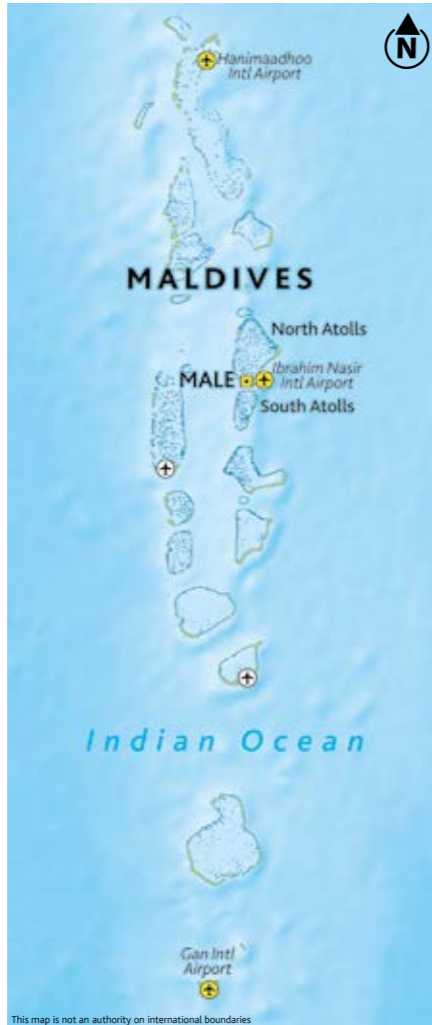 N
Hanimaadhoo
Intl Airport
MALDIVES
North Atolls
Ibrahim Nasir
Intl Airport
MALE
South Atolls
Indian Ocean
Gan Intl
Airport
This map is not an authority on international boundaries